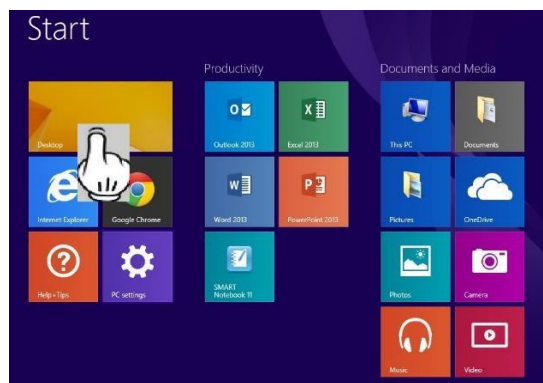 Start
Productivity
Documents and Media
Desktop
Outlook 2013
Excel 2013
This PC
Documents
Internet Explorer
Google Chrome
Word 2013
PowerPoint 2013
Pictures
OneDrive
Help+Tips
PC settings
SMART
Notebook 11
Photos
Camera
Music
Video